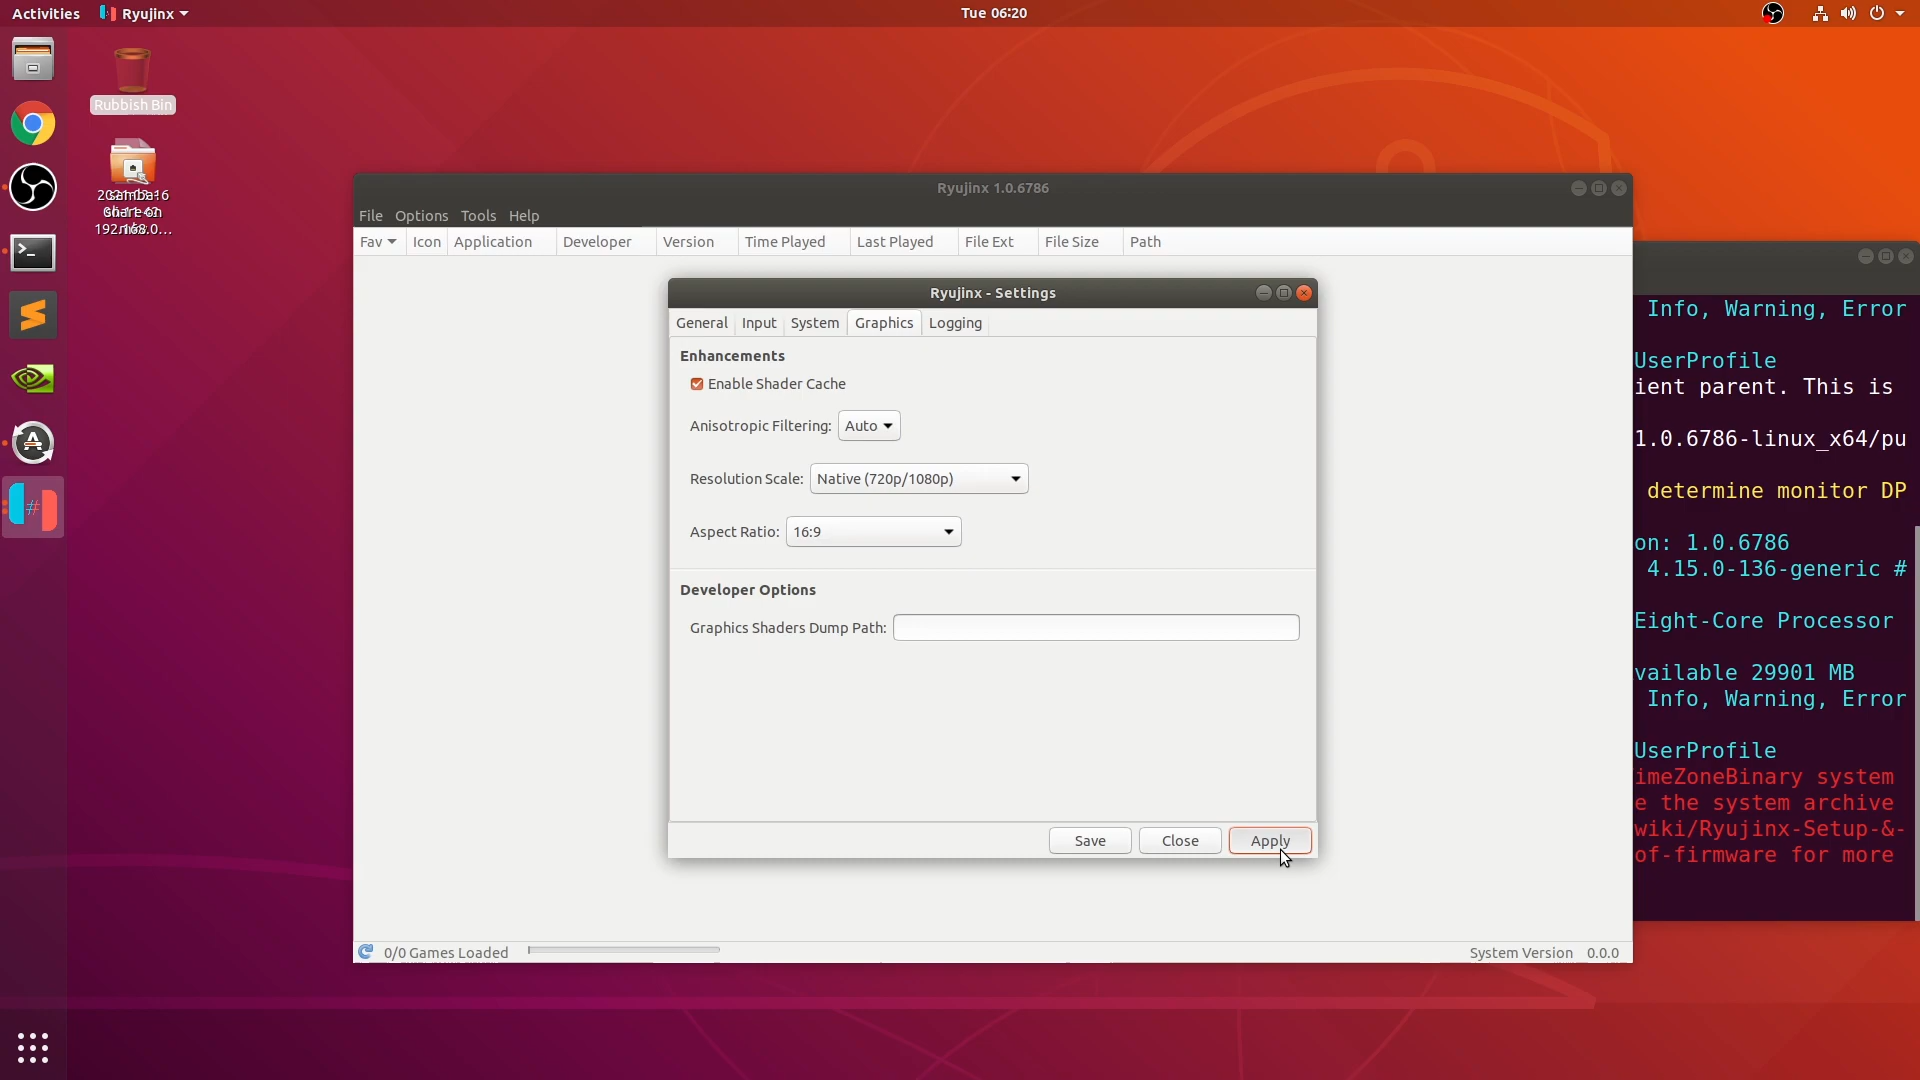 Activities Ryujinx Tue 06:20
Rubbish Bin
Ryujinx 1.0.6786
File Options Tools Help
Fav Icon Application Developer Version Time Played Last Played File Ext File Size Path
Ryujinx - Settings
General Input System Graphics Logging
Enhancements
Enable Shader Cache
Anisotropic Filtering: Auto
Resolution Scale: Native (720p/1080p)
Aspect Ratio: 16:9
Developer Options
Graphics Shaders Dump Path:
Save Close Apply
0/0 Games Loaded System Version 0.0.0
Info, Warning, Error
UserProfile
ient parent. This is
1.0.6786-linux_x64/pu
determine monitor DP
on: 1.0.6786
4.15.0-136-generic #
Eight-Core Processor
vailable 29901 MB
Info, Warning, Error
UserProfile
imeZoneBinary system
e the system archive
wiki/Ryujinx-Setup-&-
of-firmware for more